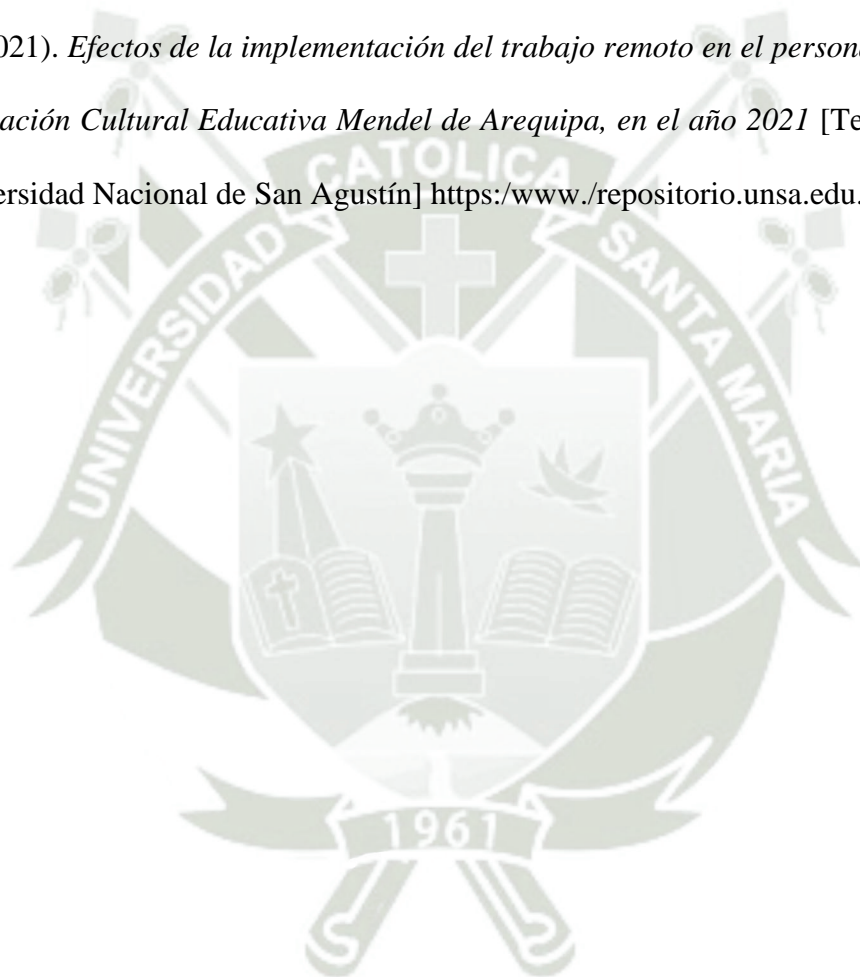 021). Efectos de la implementación del trabajo remoto en el persona
ación Cultural Educativa Mendel de Arequipa, en el año 2021 [Te
ersidad Nacional de San Agustín] https:/www./repositorio.unsa.edu.
UNIVERSIDAD CATOLICA SANTA MARIA
1961